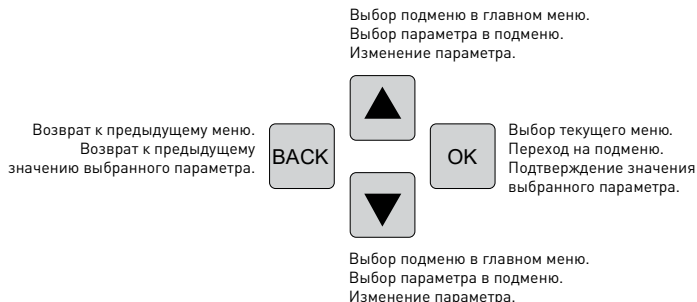 Выбор подменю в главном меню.
Выбор параметра в подменю.
Изменение параметра.
Возврат к предыдущему меню.
Возврат к предыдущему
значению выбранного параметра.
BACK
OK
Выбор текущего меню.
Переход на подменю.
Подтверждение значения
выбранного параметра.
Выбор подменю в главном меню.
Выбор параметра в подменю.
Изменение параметра.